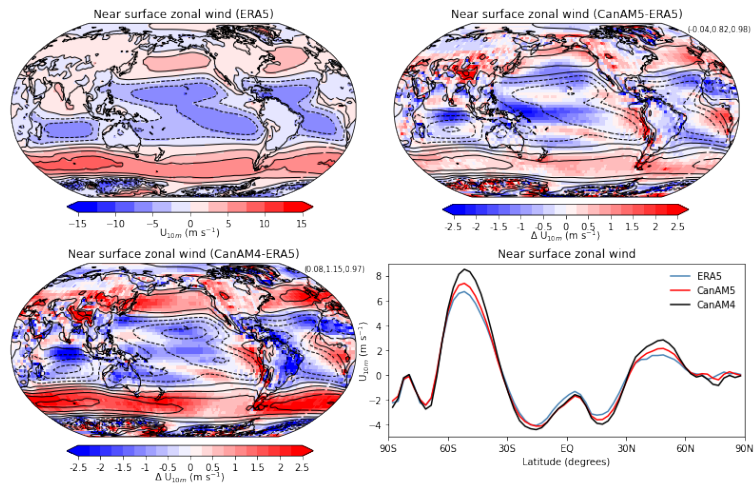 Near surface zonal wind (ERA5)
−15 −10 −5 0 5 10 15
U10m (m s−1)
Near surface zonal wind (CanAM5-ERA5)
(-0.04,0.82,0.98)
-2.5 -2 -1.5 -1 -0.5 0 0.5 1 1.5 2 2.5
Δ U10m (m s−1)
Near surface zonal wind (CanAM4-ERA5)
(0.08,1.15,0.97)
-2.5 -2 -1.5 -1 -0.5 0 0.5 1 1.5 2 2.5
Δ U10m (m s−1)
Near surface zonal wind
ERA5
CanAM5
CanAM4
8
6
4
2
0
−2
−4
U10m (m s−1)
90S 60S 30S EQ 30N 60N 90N
Latitude (degrees)